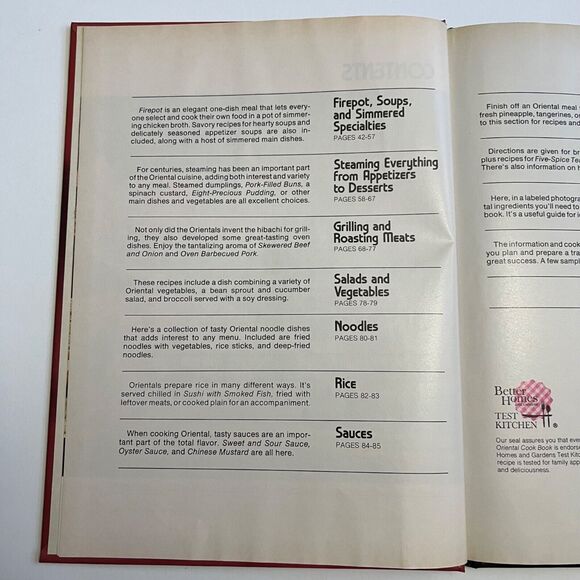 CONTENTS
Firepot is an elegant one-dish meal that lets every-
one select and cook their own food in a pot of simmer-
ing chicken broth. Savory recipes for hearty soups and
delicately seasoned appetizer soups are also in-
cluded, along with a host of simmered main dishes.
Firepot, Soups,
and Simmered
Specialties
PAGES 42-57
For centuries, steaming has been an important part
of the Oriental cuisine, adding both interest and variety
to any meal. Steamed dumplings, Pork-Filled Buns, a
spinach custard, Eight-Precious Pudding, or other
main dishes and vegetables are all excellent choices.
Steaming Everything
from Appetizers
to Desserts
PAGES 58-67
Not only did the Orientals invent the hibachi for grill-
ing, they also developed some great-tasting oven
dishes. Enjoy the tantalizing aroma of Skewered Beef
and Onion and Oven Barbecued Pork.
Grilling and
Roasting Meats
PAGES 68-77
These recipes include a dish combining a variety of
Oriental vegetables, a bean sprout and cucumber
salad, and broccoli served with a soy dressing.
Salads and
Vegetables
PAGES 78-79
Here's a collection of tasty Oriental noodle dishes
that adds interest to any menu. Included are fried
noodles with vegetables, rice sticks, and deep-fried
noodles.
Noodles
PAGES 80-81
Orientals prepare rice in many different ways. It's
served chilled in Sushi with Smoked Fish, fried with
leftover meats, or cooked plain for an accompaniment.
Rice
PAGES 82-83
When cooking Oriental, tasty sauces are an impor-
tant part of the total flavor. Sweet and Sour Sauce,
Oyster Sauce, and Chinese Mustard are all here.
Sauces
PAGES 84-85
Finish off an Oriental meal
fresh pineapple, tangerines, o
to this section for recipes and
Directions are given for br
plus recipes for Five-Spice Tea
There's also information on h
Here, in a labeled photogra
tal ingredients you'll need to
book. It's a useful guide for i
The information and cook
you plan and prepare a tra
great success. A few samp
Better
Homes
TEST
KITCHEN ®
Our seal assures you that eve
Oriental Cook Book is endorse
Homes and Gardens Test Kitc
recipe is tested for family app
and deliciousness.